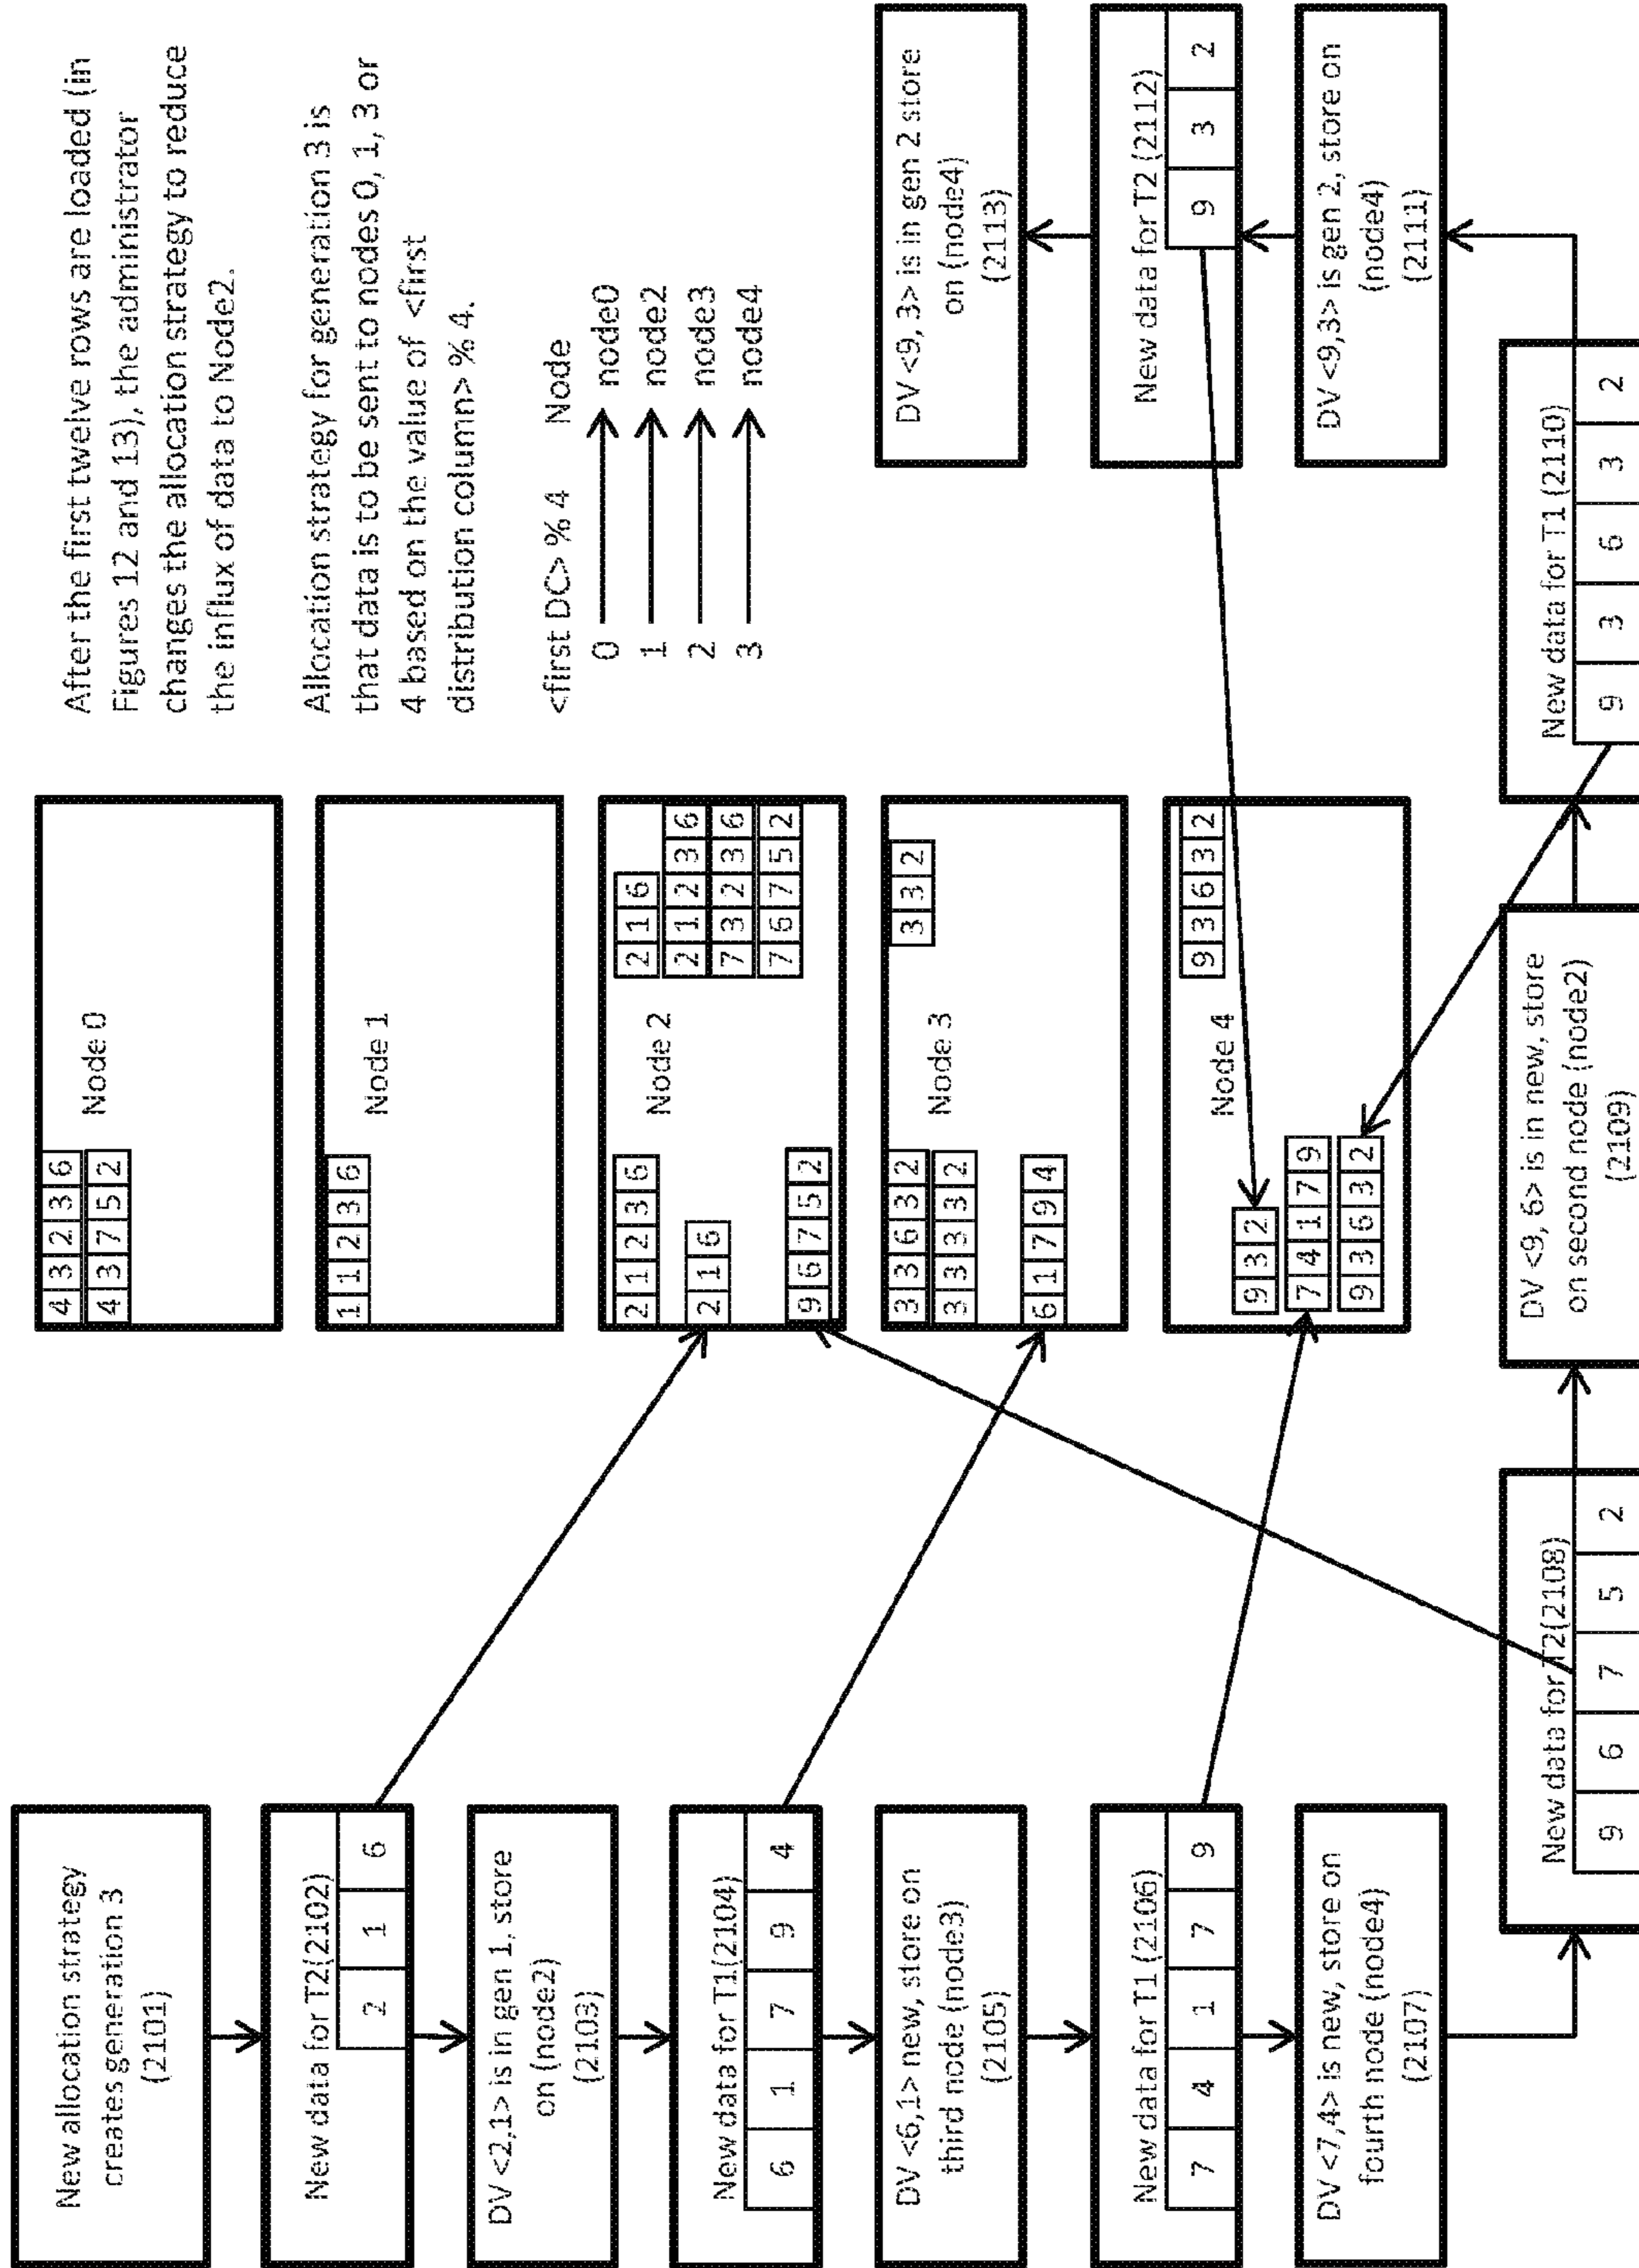 New allocation strategy
creates generation 3
(2101)
New data for T2(2102)
2 1 6
DV <2,1> is in gen 1, store
on (node2)
(2103)
New data for T1(2104)
6 1 7 9 4
DV <6,1> new, store on
third node (node3)
(2105)
New data for T1 (2106)
7 4 1 7 9
DV <7,4> is new, store on
fourth node (node4)
(2107)
New data for T2(2108)
9 6 7 5 2
DV <9, 6> is in new, store
on second node (node2)
(2109)
New data for T1 (2110)
9 3 6 3 2
DV <9,3> is gen 2, store on
(node4)
(2111)
New data for T2 (2112)
9 3 2
DV <9, 3> is in gen 2 store
on (node4)
(2113)
4 3 2 3 6
4 3 7 5 2
Node 0
1 1 2 3 6
Node 1
2 1 2 3 6
2 1 6
9 6 7 5 2
Node 2
2 1 6
2 1 2 3 6
7 3 2 3 6
7 6 7 5 2
3 3 6 3 2
3 3 3 3 2
6 1 7 9 4
Node 3
3 3 2
9 3 2
7 4 1 7 9
9 3 6 3 2
Node 4
9 3 6 3 2
After the first twelve rows are loaded (in
Figures 12 and 13), the administrator
changes the allocation strategy to reduce
the influx of data to Node2.
Allocation strategy for generation 3 is
that data is to be sent to nodes 0, 1, 3 or
4 based on the value of <first
distribution column> % 4.
<first DC> % 4 Node
0 node0
1 node2
2 node3
3 node4